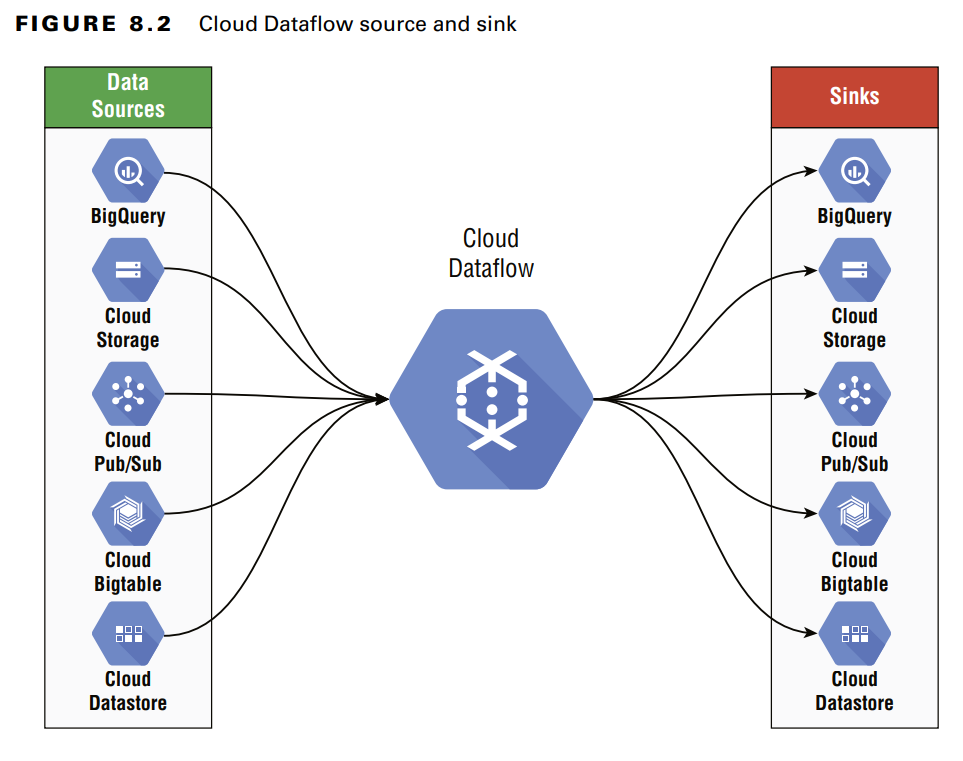 FIGURE 8.2 Cloud Dataflow source and sink
Data
Sources
BigQuery
Cloud
Storage
Cloud
Pub/Sub
Cloud
Bigtable
Cloud
Datastore
Cloud
Dataflow
Sinks
BigQuery
Cloud
Storage
Cloud
Pub/Sub
Cloud
Bigtable
Cloud
Datastore